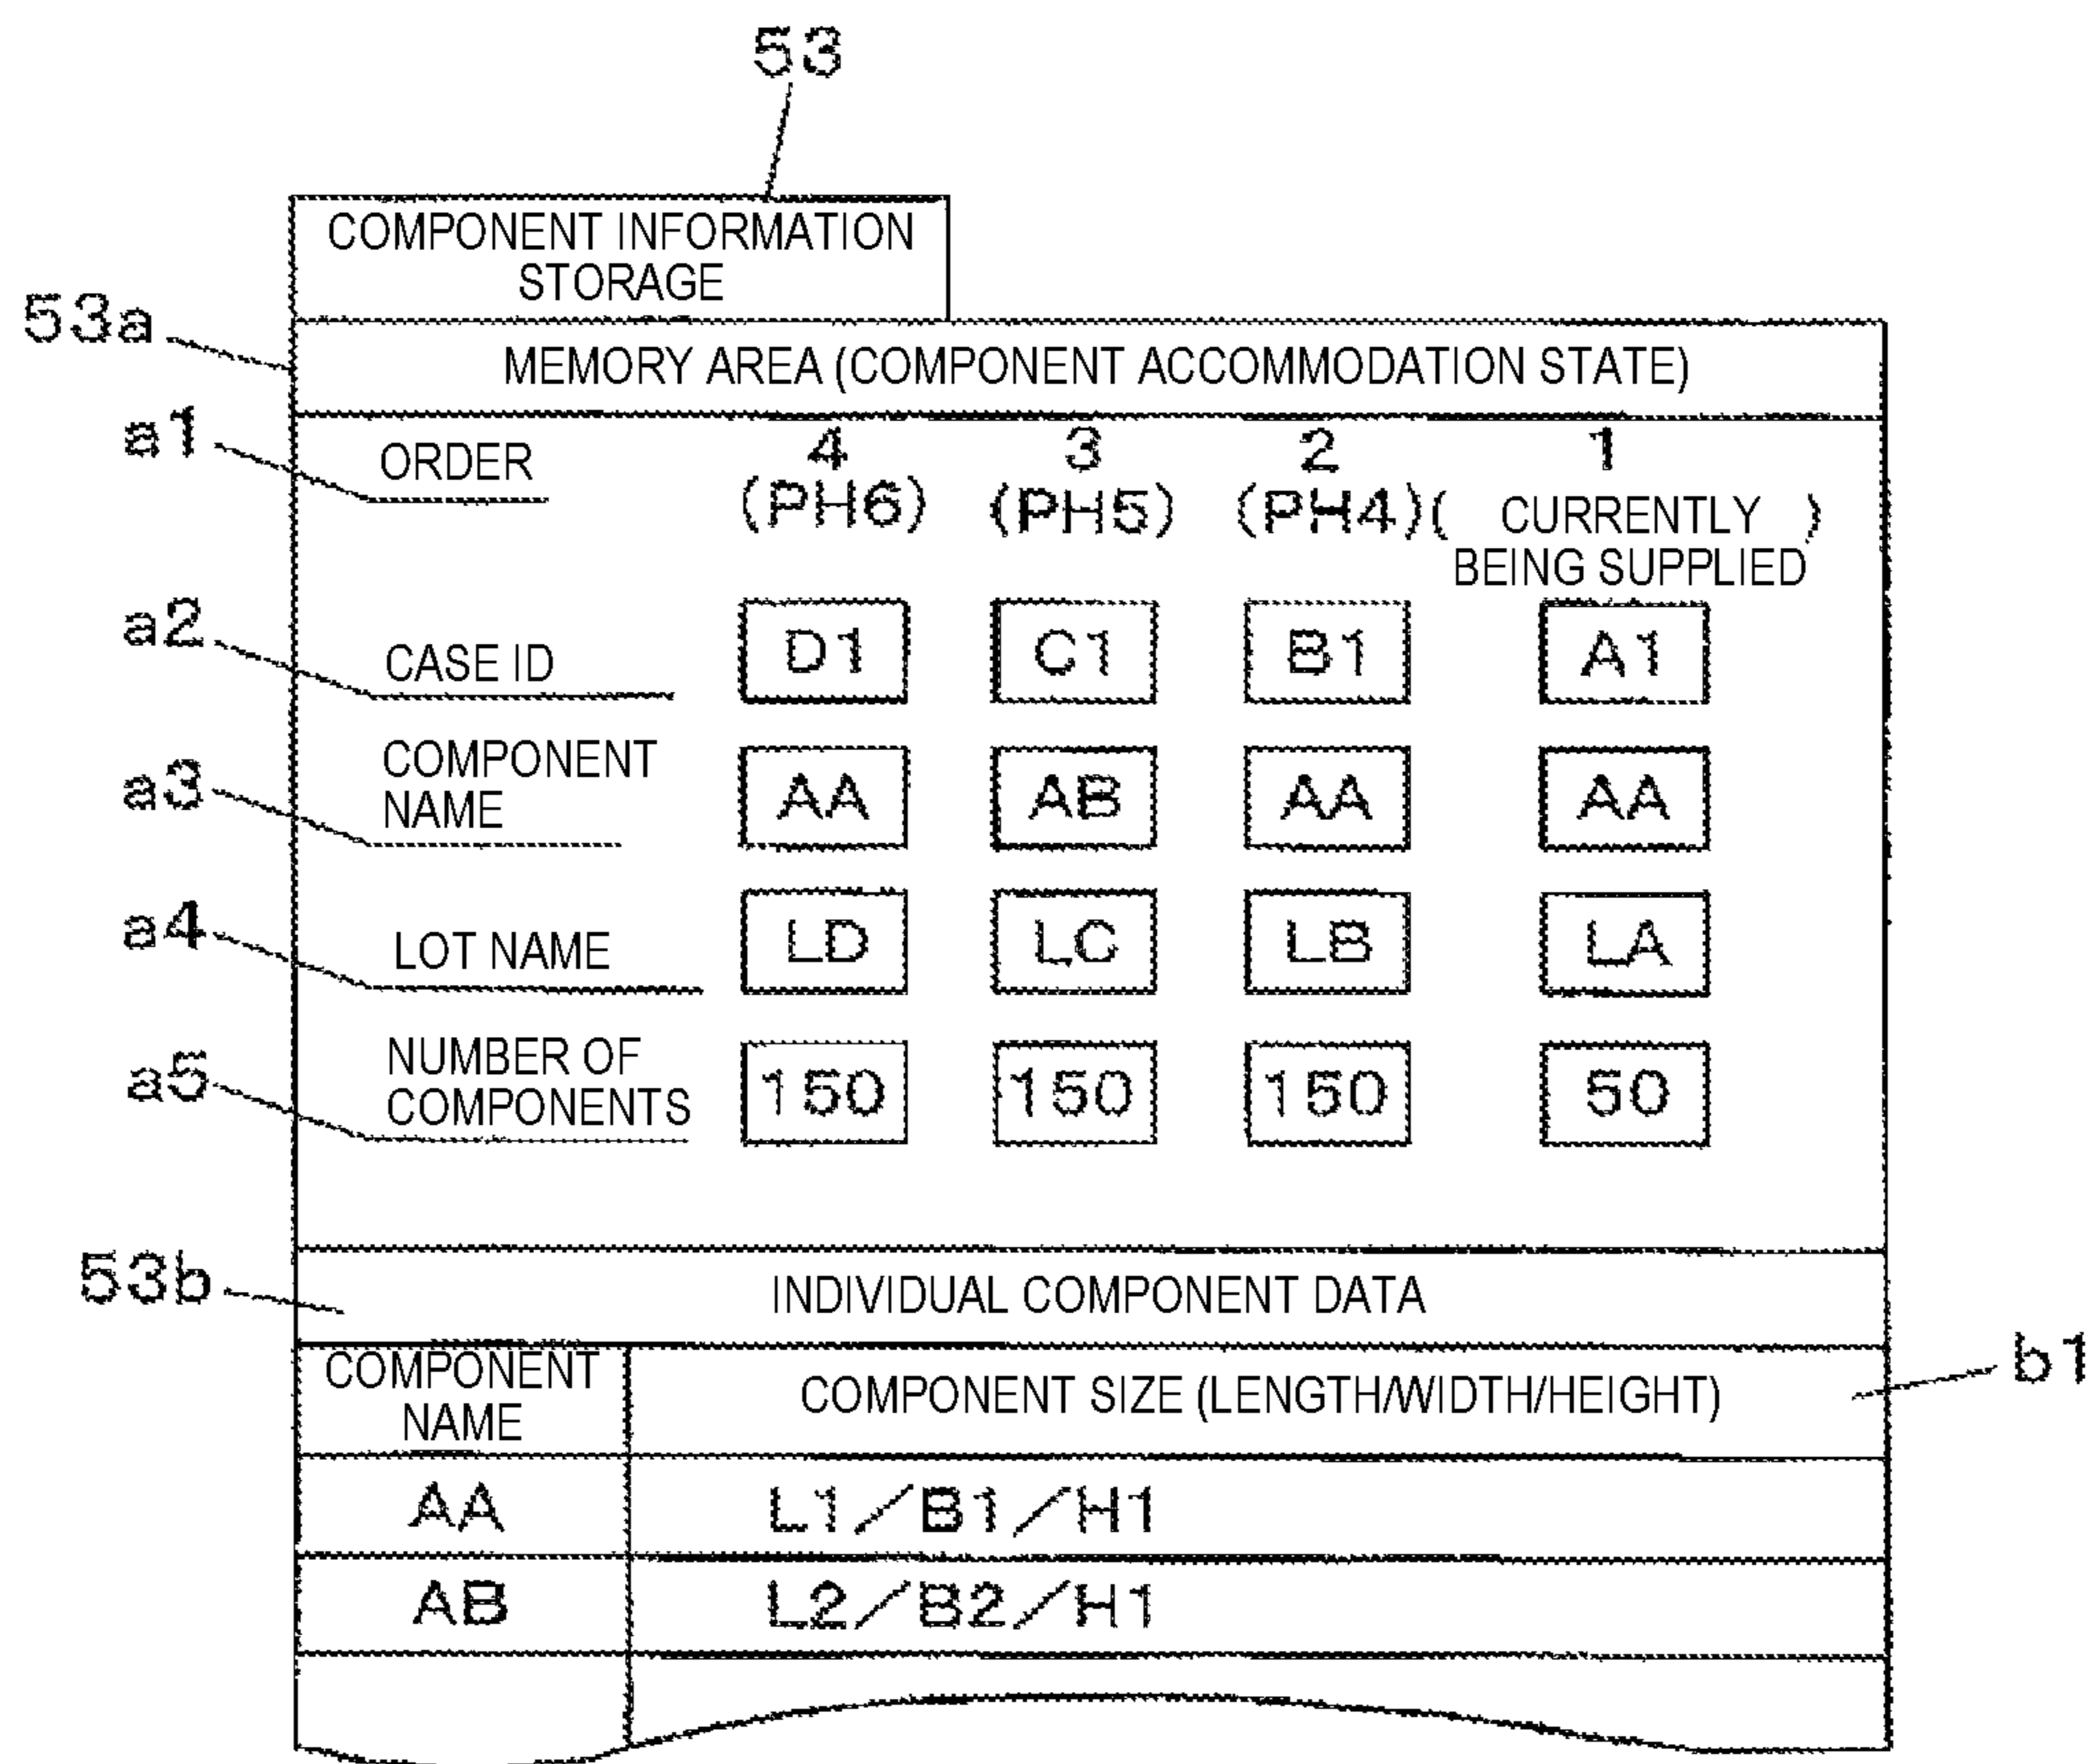 53
COMPONENT INFORMATION
STORAGE
53a
MEMORY AREA (COMPONENT ACCOMMODATION STATE)
a1
ORDER 4 3 2 1
(PH6) (PH5) (PH4) ( CURRENTLY )
BEING SUPPLIED
a2
CASE ID D1 C1 B1 A1
a3
COMPONENT
NAME AA AB AA AA
a4
LOT NAME LD LC LB LA
a5
NUMBER OF
COMPONENTS 150 150 150 50
53b
INDIVIDUAL COMPONENT DATA
b1
COMPONENT
NAME COMPONENT SIZE (LENGTH/WIDTH/HEIGHT)
AA L1/B1/H1
AB L2/B2/H1